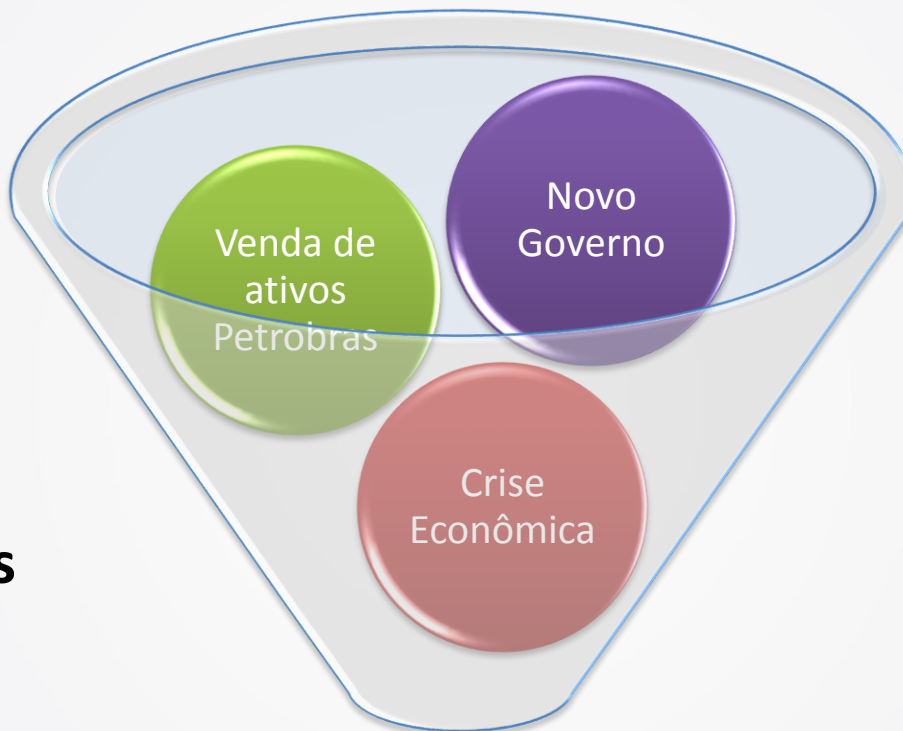 Novo
Governo
Venda de
ativos
Petrobras
Crise
Econômica
s